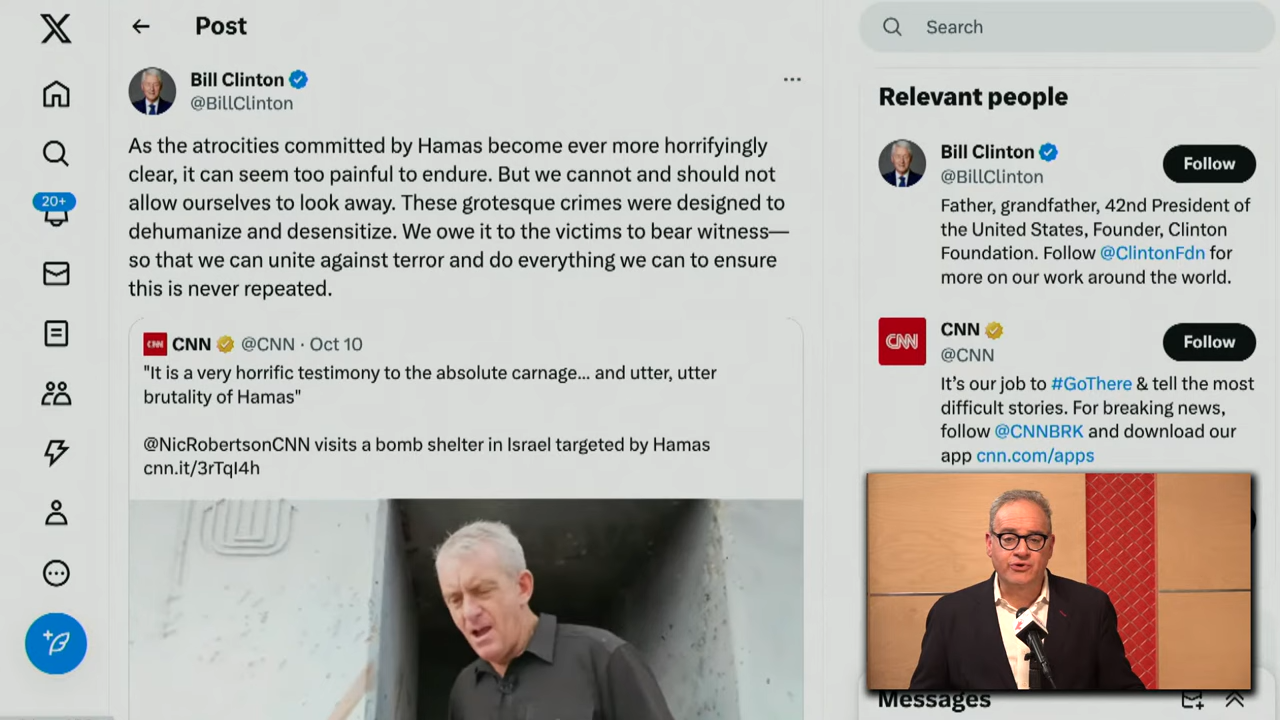 Post
Bill Clinton
@BillClinton
As the atrocities committed by Hamas become ever more horrifyingly
clear, it can seem too painful to endure. But we cannot and should not
allow ourselves to look away. These grotesque crimes were designed to
dehumanize and desensitize. We owe it to the victims to bear witness—
so that we can unite against terror and do everything we can to ensure
this is never repeated.
CNN CNN @CNN · Oct 10
"It is a very horrific testimony to the absolute carnage... and utter, utter
brutality of Hamas"
@NicRobertsonCNN visits a bomb shelter in Israel targeted by Hamas
cnn.it/3rTqI4h
20+
Search
Relevant people
Bill Clinton
@BillClinton
Follow
Father, grandfather, 42nd President of
the United States, Founder, Clinton
Foundation. Follow @ClintonFdn for
more on our work around the world.
CNN
CNN
@CNN
Follow
It's our job to #GoThere & tell the most
difficult stories. For breaking news,
follow @CNNBRK and download our
app cnn.com/apps
Messages